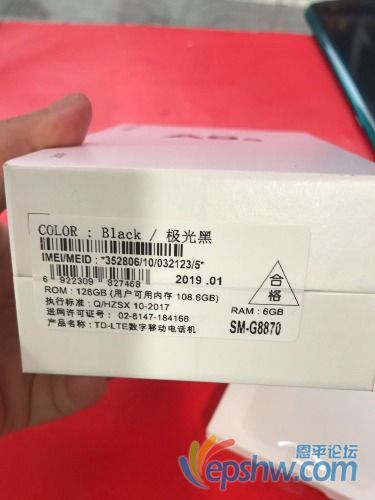 A8s
COLOR : Black / 极光黑
IMEI/MEID : *352806/10/032123/5*
6 922309 827468
2019.01
ROM : 128GB (用户可用内存 108.6GB)
RAM : 6GB
执行标准 : Q/HZSX 10-2017
进网许可证号 : 02-8147-184166
SM-G8870
产品名称 : TD-LTE数字移动电话机
合格
恩平论坛
epshw.com